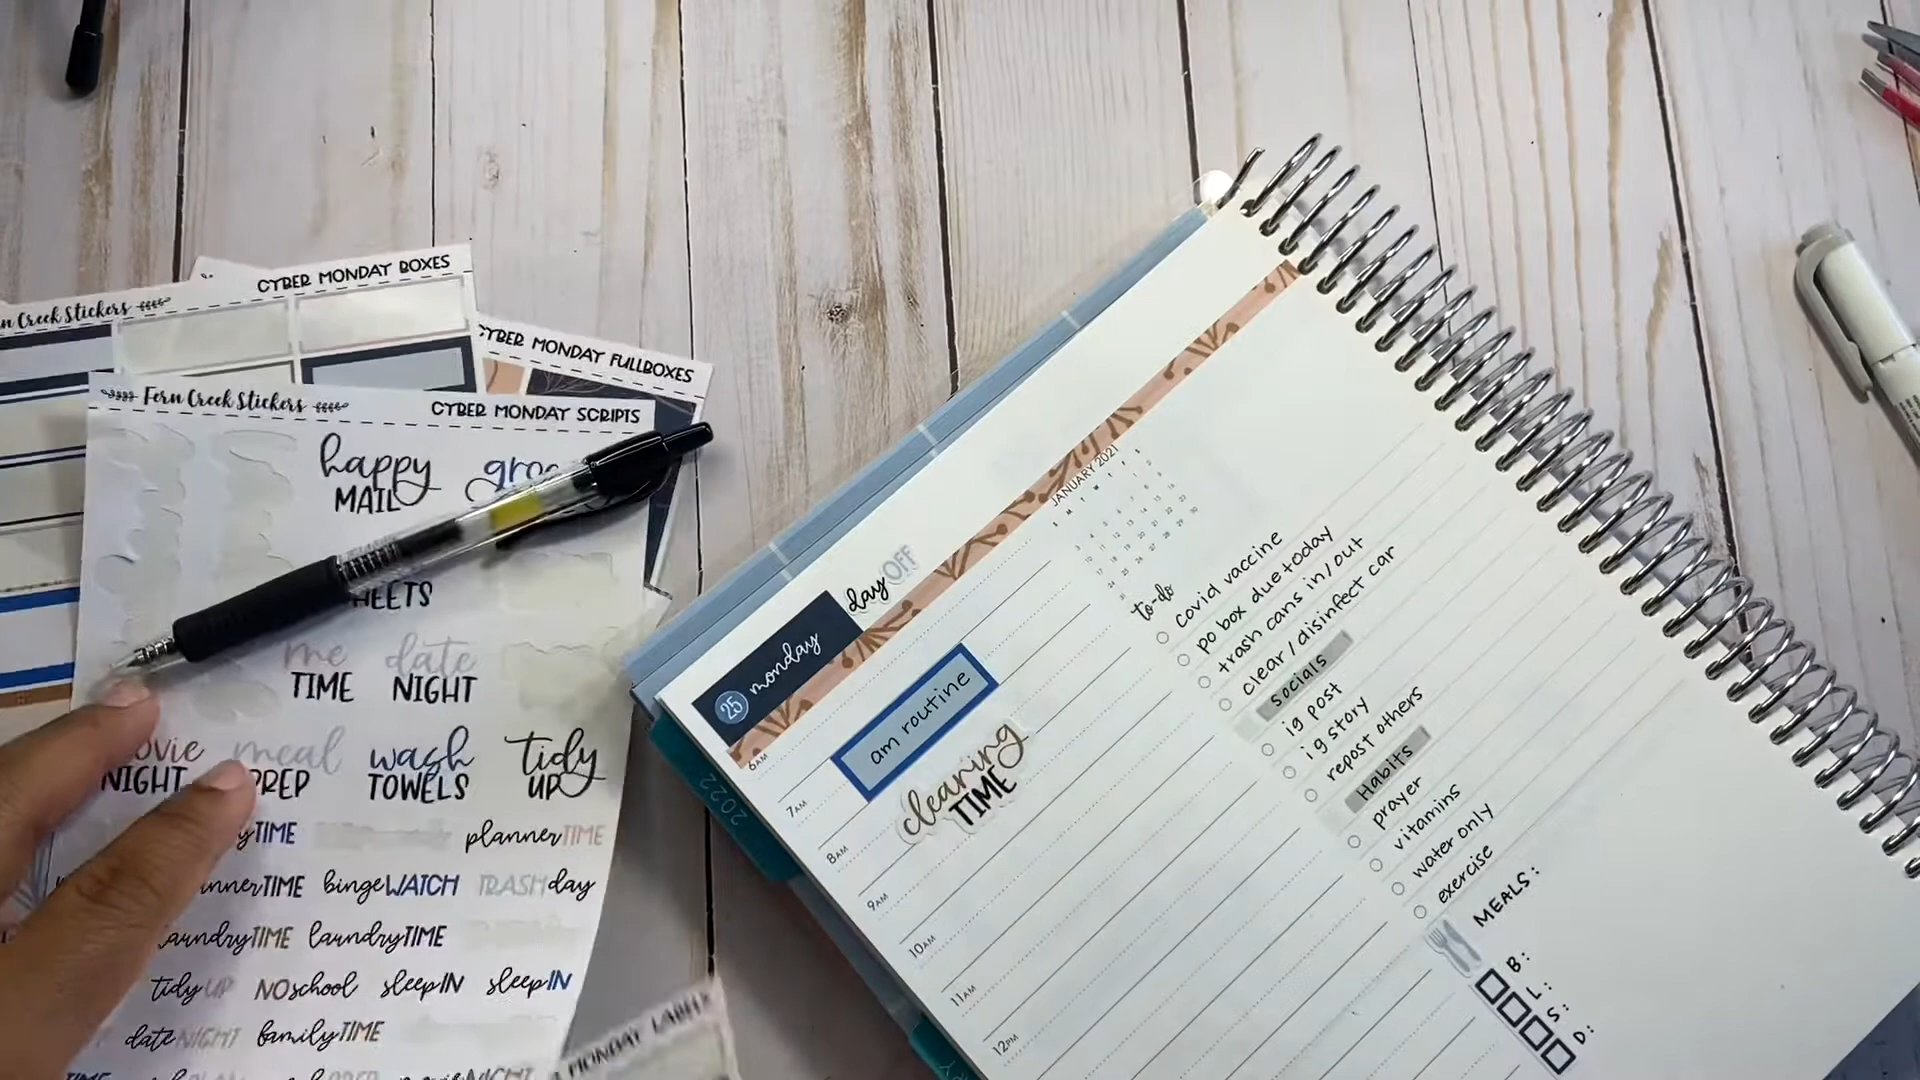 CYBER MONDAY BOXES
Creek Stickers
CYBER MONDAY FULLBOXES
Fern Creek Stickers
CYBER MONDAY SCRIPTS
happy
MAIL
me
TIME
date
NIGHT
NIGHT
meal
PREP
wash
TOWELS
tidy
UP
TIME
plannerTIME
TIME
bingeWATCH
TRASHday
laundryTIME
laundryTIME
tidyUP
NOschool
sleepIN
sleepIN
dateNIGHT
familyTIME
MONDAY LABELS
2022
25 monday
dayOFF
JANUARY 2021
am routine
clearing
TIME
6AM
7AM
8AM
9AM
10AM
11AM
12PM
to-do
covid vaccine
po box due today
trash cans in/out
clear/disinfect car
socials
ig post
ig story
repost others
Habits
prayer
vitamins
water only
exercise
MEALS:
B:
L:
S:
D: